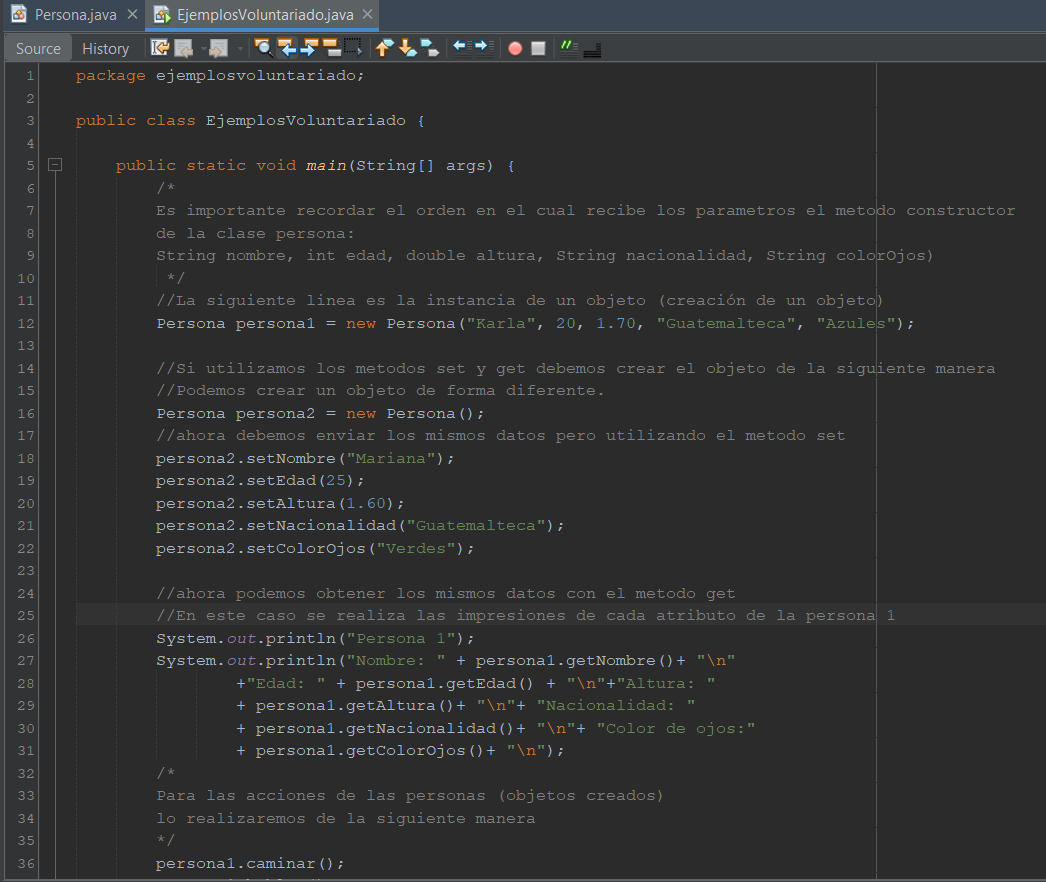 Persona.java EjemplosVoluntariado.java
Source History
1 package ejemplosvoluntariado;
2
3 public class EjemplosVoluntariado {
4
5 public static void main(String[] args) {
6 /*
7 Es importante recordar el orden en el cual recibe los parametros el metodo constructor
8 de la clase persona:
9 String nombre, int edad, double altura, String nacionalidad, String colorOjos)
10 */
11 //La siguiente linea es la instancia de un objeto (creación de un objeto)
12 Persona persona1 = new Persona("Karla", 20, 1.70, "Guatemalteca", "Azules");
13
14 //Si utilizamos los metodos set y get debemos crear el objeto de la siguiente manera
15 //Podemos crear un objeto de forma diferente.
16 Persona persona2 = new Persona();
17 //ahora debemos enviar los mismos datos pero utilizando el metodo set
18 persona2.setNombre("Mariana");
19 persona2.setEdad(25);
20 persona2.setAltura(1.60);
21 persona2.setNacionalidad("Guatemalteca");
22 persona2.setColorOjos("Verdes");
23
24 //ahora podemos obtener los mismos datos con el metodo get
25 //En este caso se realiza las impresiones de cada atributo de la persona 1
26 System.out.println("Persona 1");
27 System.out.println("Nombre: " + persona1.getNombre()+ "\n"
28 +"Edad: " + persona1.getEdad() + "\n"+"Altura: "
29 + persona1.getAltura()+ "\n"+ "Nacionalidad: "
30 + persona1.getNacionalidad()+ "\n"+ "Color de ojos:"
31 + persona1.getColorOjos()+ "\n");
32 /*
33 Para las acciones de las personas (objetos creados)
34 lo realizaremos de la siguiente manera
35 */
36 persona1.caminar();